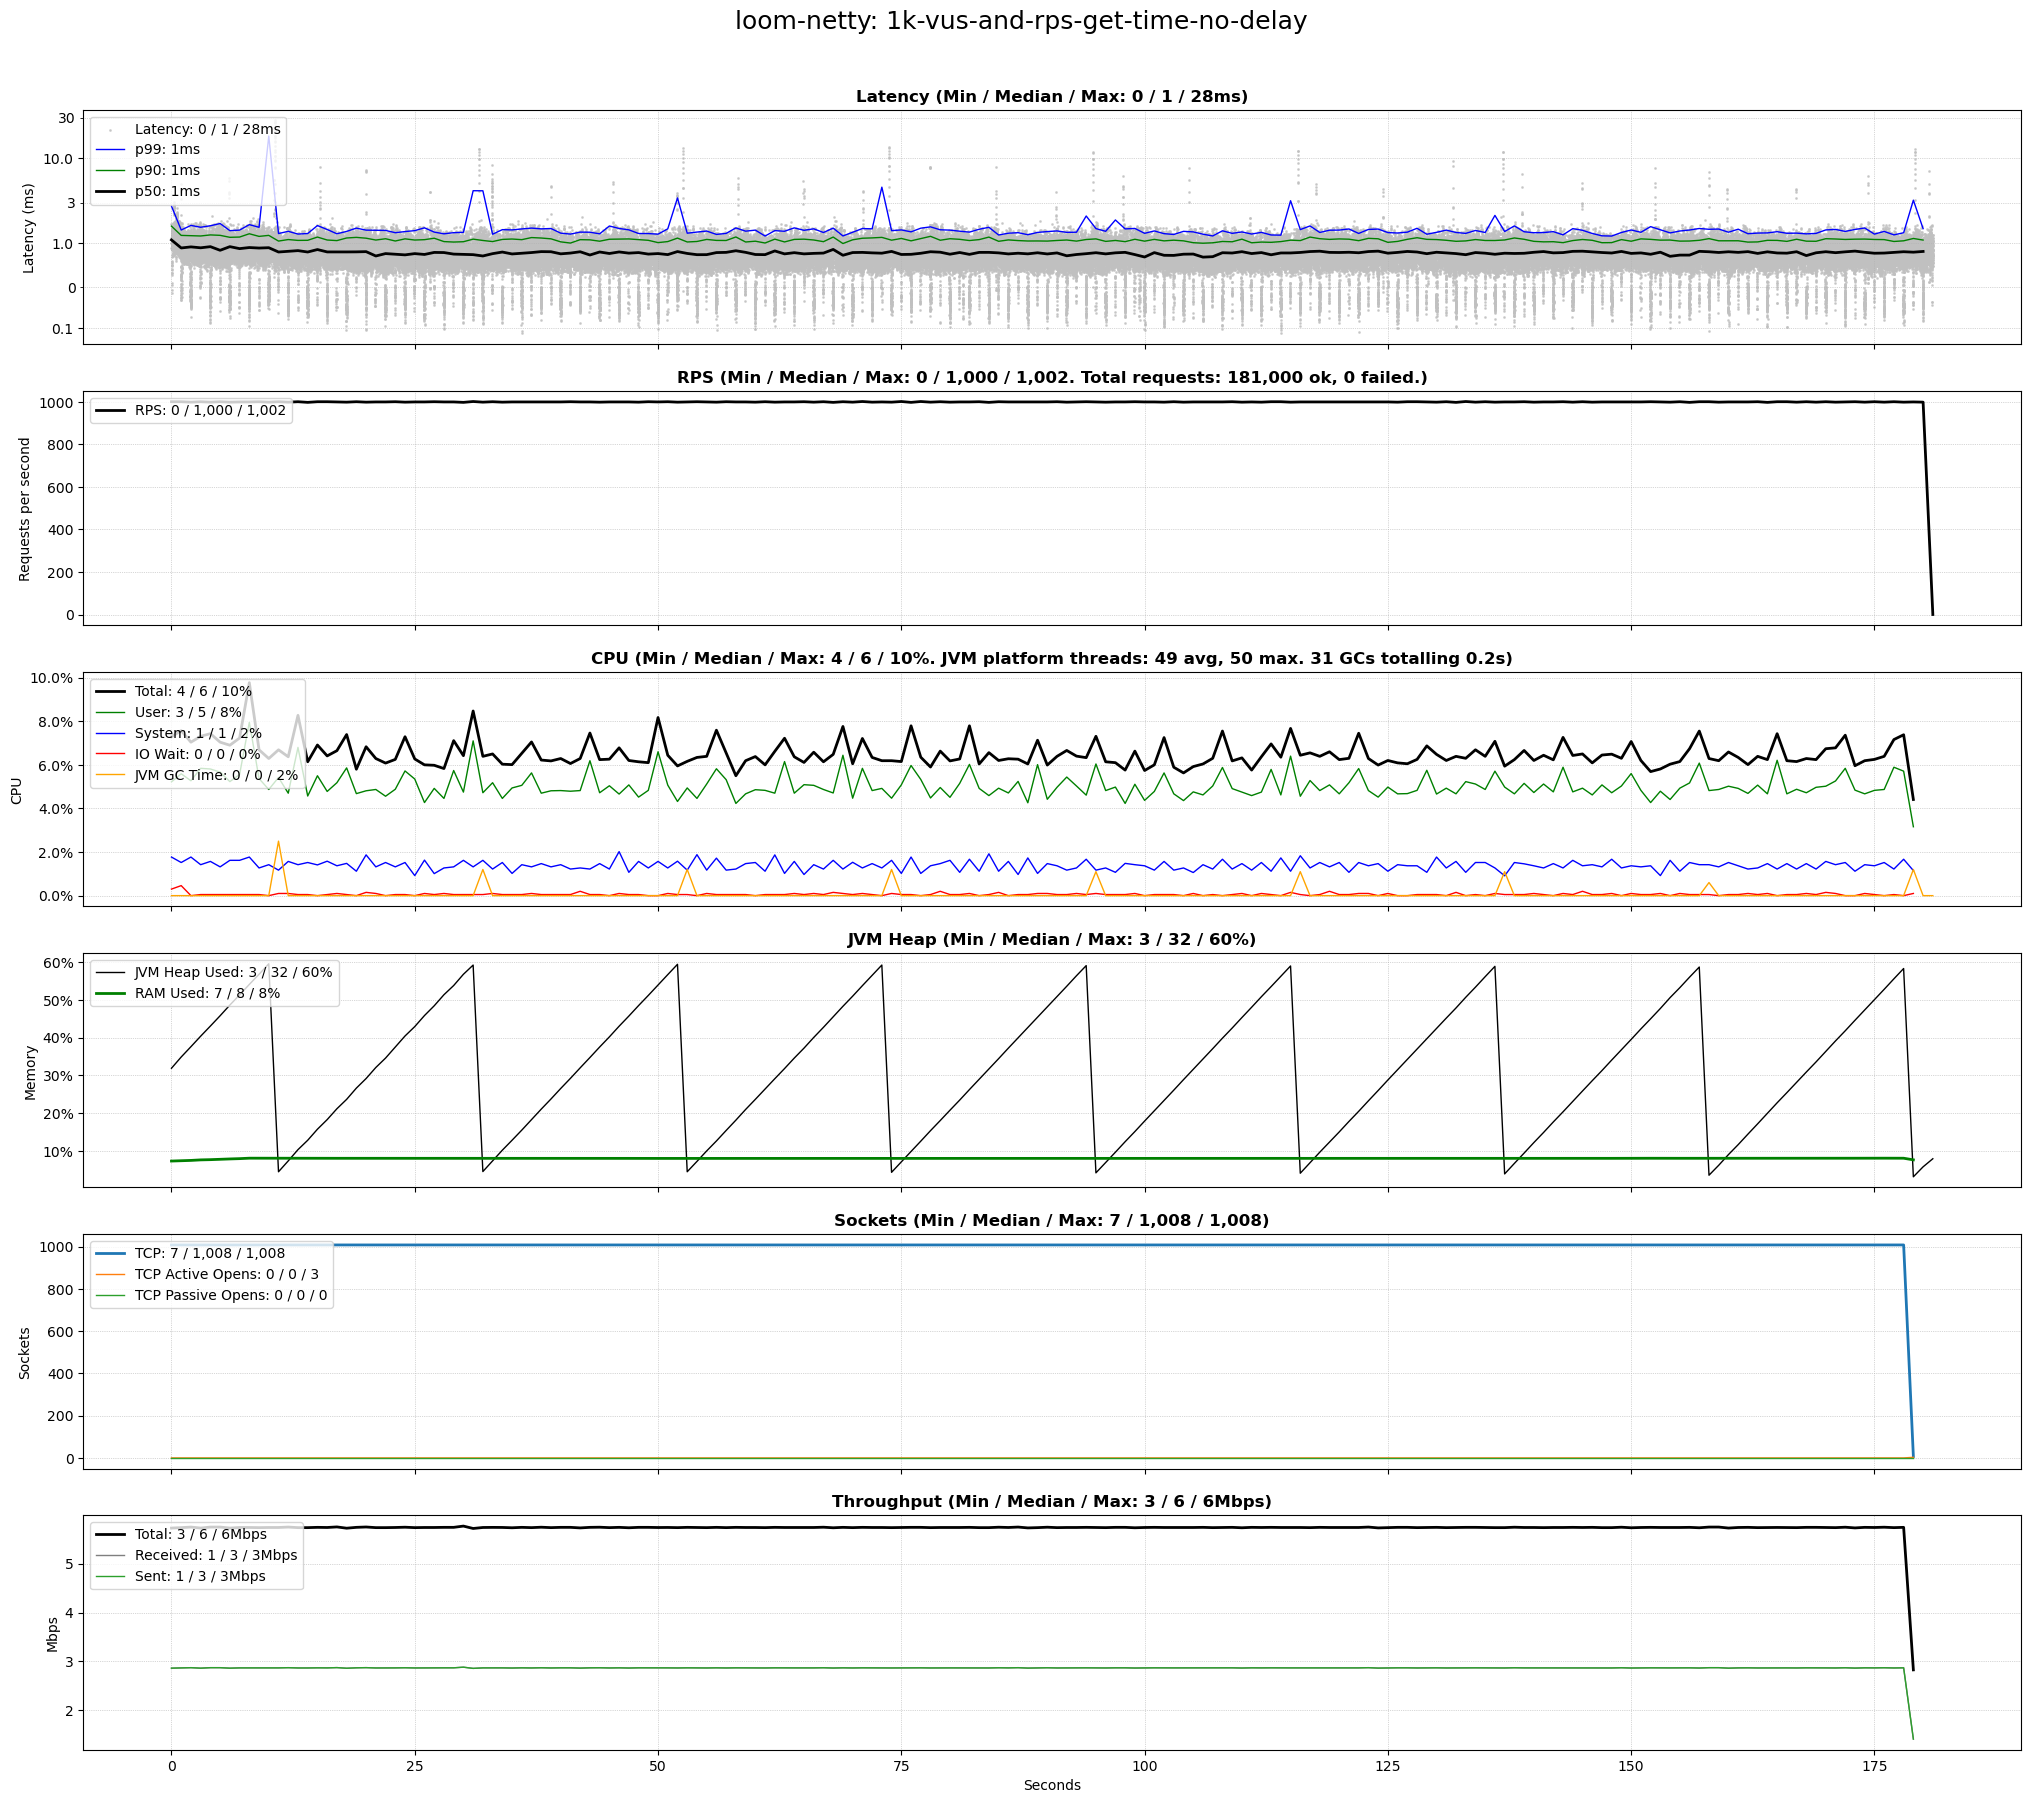 loom-netty: 1k-vus-and-rps-get-time-no-delay
Latency (Min / Median / Max: 0 / 1 / 28ms)
Latency (ms)
30
10.0
3
1.0
0
0.1
Latency: 0 / 1 / 28ms
p99: 1ms
p90: 1ms
p50: 1ms
RPS (Min / Median / Max: 0 / 1,000 / 1,002. Total requests: 181,000 ok, 0 failed.)
Requests per second
1000
800
600
400
200
0
RPS: 0 / 1,000 / 1,002
CPU (Min / Median / Max: 4 / 6 / 10%. JVM platform threads: 49 avg, 50 max. 31 GCs totalling 0.2s)
CPU
10.0%
8.0%
6.0%
4.0%
2.0%
0.0%
Total: 4 / 6 / 10%
User: 3 / 5 / 8%
System: 1 / 1 / 2%
IO Wait: 0 / 0 / 0%
JVM GC Time: 0 / 0 / 2%
JVM Heap (Min / Median / Max: 3 / 32 / 60%)
Memory
60%
50%
40%
30%
20%
10%
JVM Heap Used: 3 / 32 / 60%
RAM Used: 7 / 8 / 8%
Sockets (Min / Median / Max: 7 / 1,008 / 1,008)
Sockets
1000
800
600
400
200
0
TCP: 7 / 1,008 / 1,008
TCP Active Opens: 0 / 0 / 3
TCP Passive Opens: 0 / 0 / 0
Throughput (Min / Median / Max: 3 / 6 / 6Mbps)
Mbps
5
4
3
2
Total: 3 / 6 / 6Mbps
Received: 1 / 3 / 3Mbps
Sent: 1 / 3 / 3Mbps
0
25
50
75
100
125
150
175
Seconds